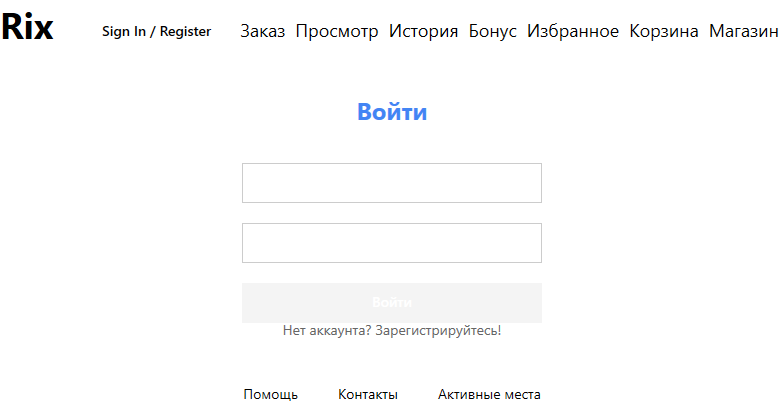 Rix Sign In / Register Заказ Просмотр История Бонус Избранное Корзина Магазин
Войти
Войти
Нет аккаунта? Зарегистрируйтесь!
Помощь Контакты Активные места